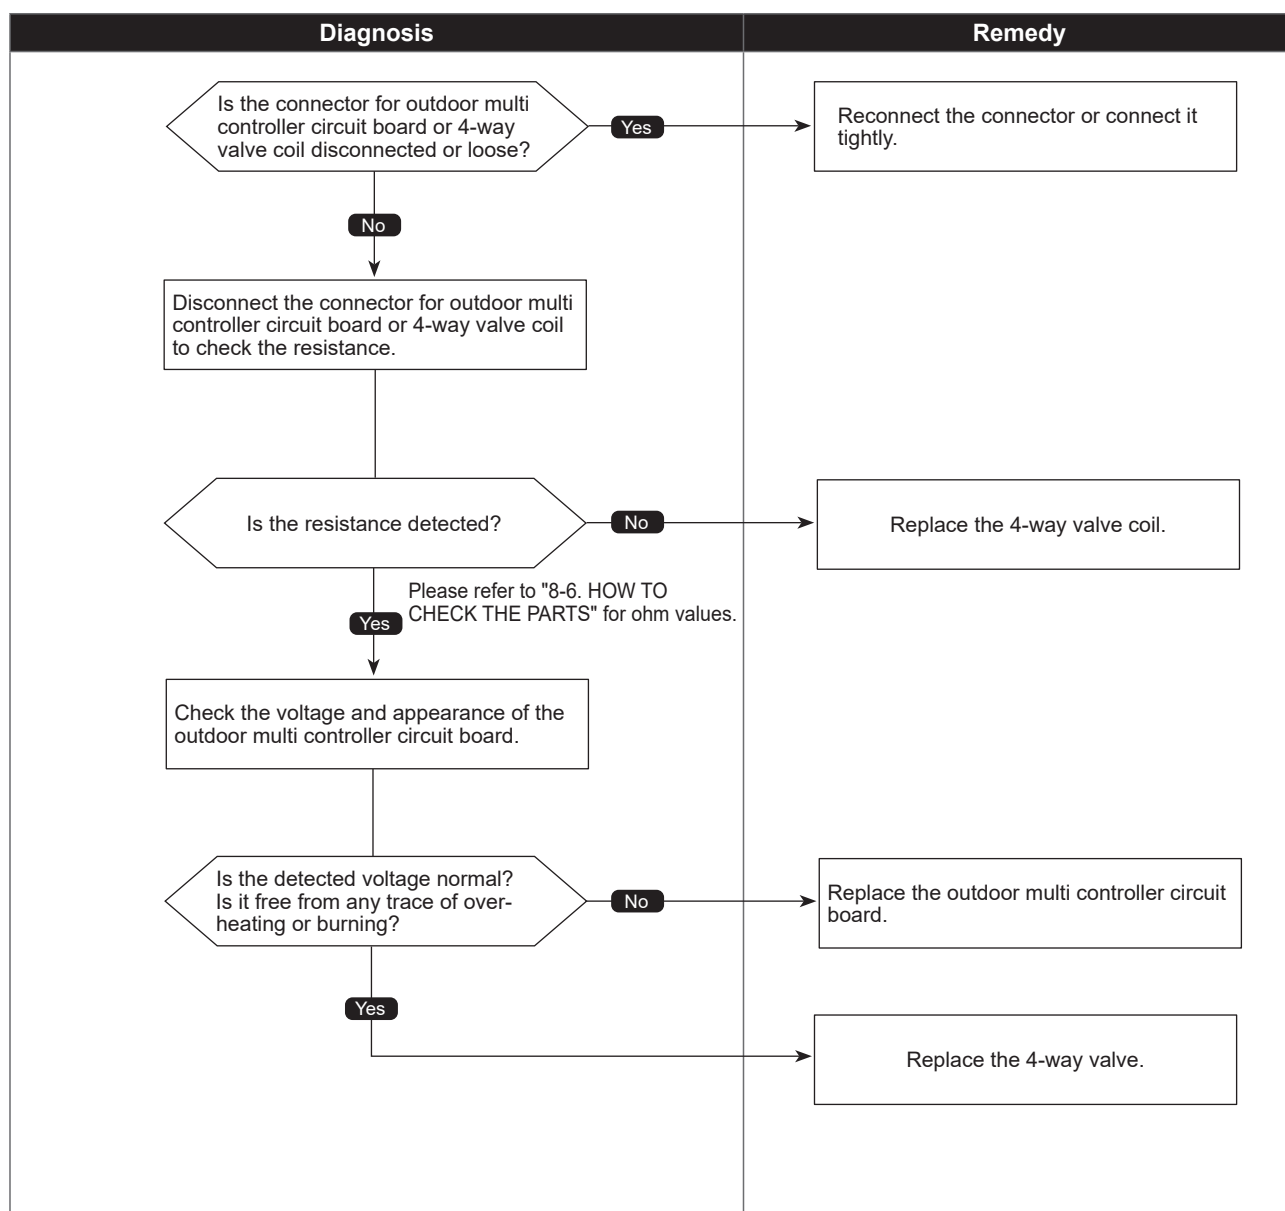 Diagnosis
Remedy
Is the connector for outdoor multi
controller circuit board or 4-way
valve coil disconnected or loose?
Yes
Reconnect the connector or connect it
tightly.
No
Disconnect the connector for outdoor multi
controller circuit board or 4-way valve coil
to check the resistance.
Is the resistance detected?
No
Replace the 4-way valve coil.
Please refer to "8-6. HOW TO
CHECK THE PARTS" for ohm values.
Yes
Check the voltage and appearance of the
outdoor multi controller circuit board.
Is the detected voltage normal?
Is it free from any trace of over-
heating or burning?
No
Replace the outdoor multi controller circuit
board.
Yes
Replace the 4-way valve.